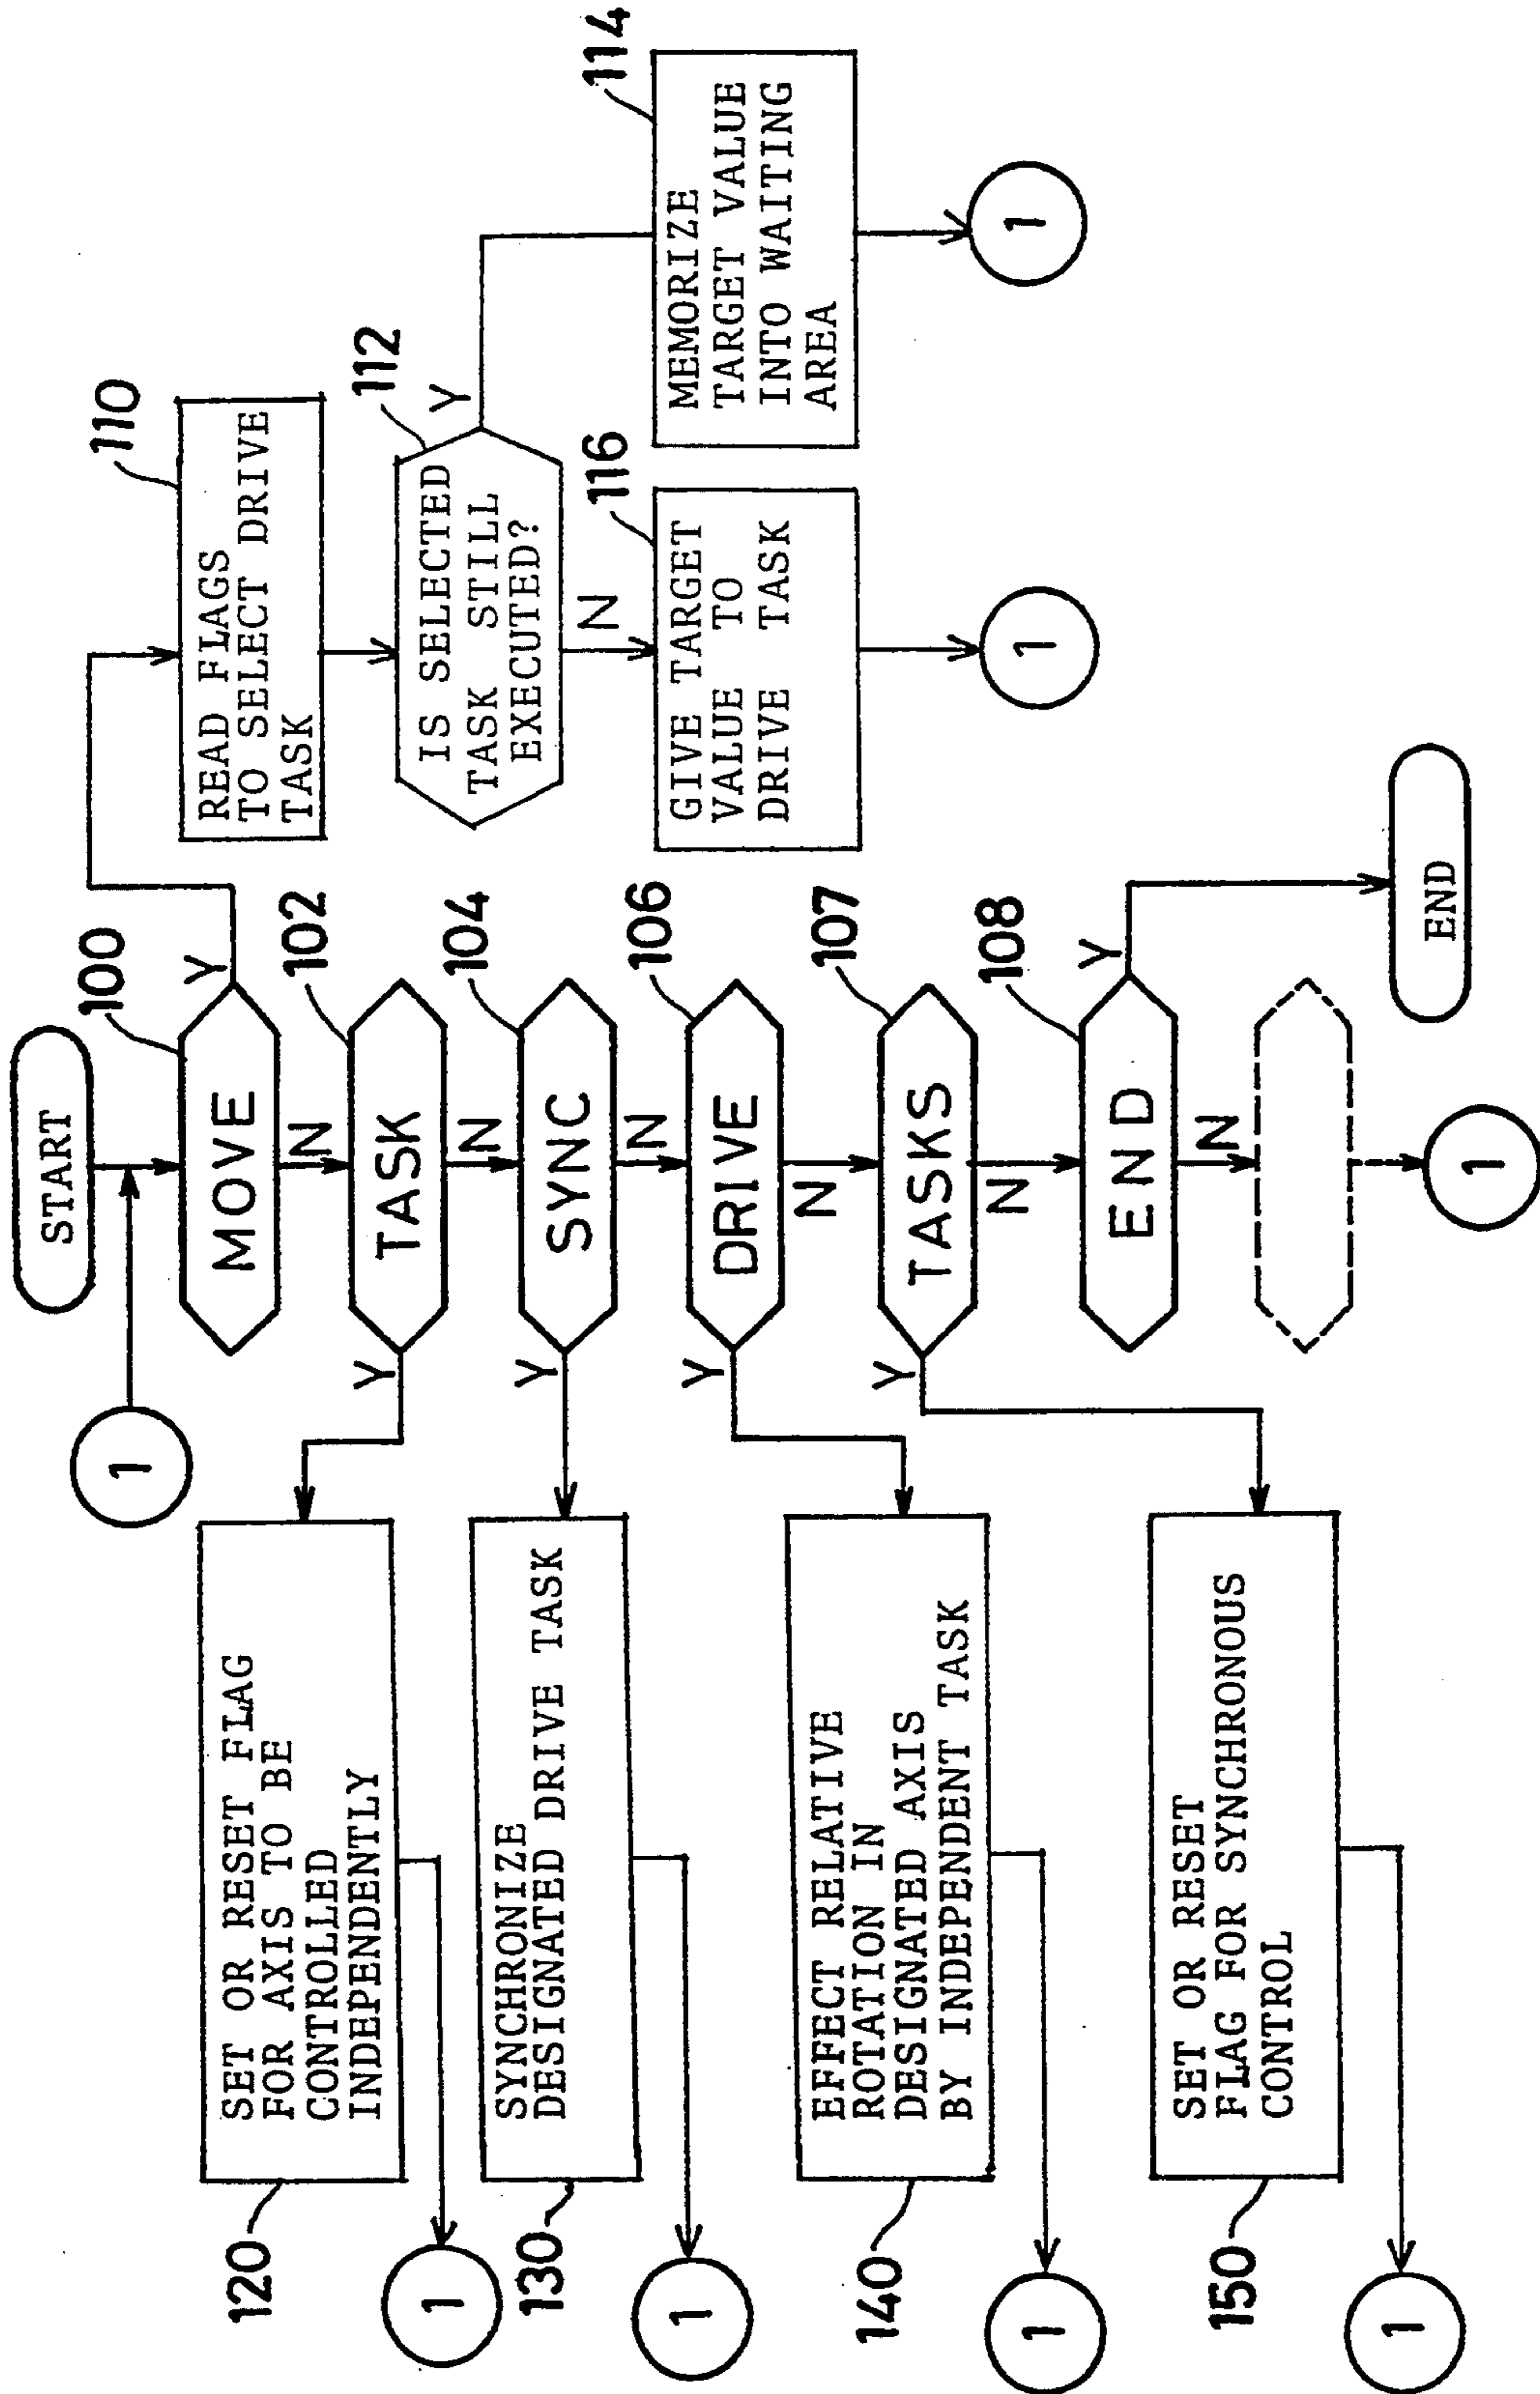 START
1
100
MOVE
Y
N
110
READ FLAGS
TO SELECT DRIVE
TASK
102
TASK
Y
N
120
SET OR RESET FLAG
FOR AXIS TO BE
CONTROLLED
INDEPENDENTLY
1
112
IS SELECTED
TASK STILL
EXECUTED?
Y
N
104
SYNC
Y
N
130
SYNCHRONIZE
DESIGNATED DRIVE TASK
1
116
GIVE TARGET
VALUE TO
DRIVE TASK
1
114
MEMORIZE
TARGET VALUE
INTO WAITING
AREA
1
106
DRIVE
Y
N
140
EFFECT RELATIVE
ROTATION IN
DESIGNATED AXIS
BY INDEPENDENT TASK
1
107
TASKS
Y
N
150
SET OR RESET
FLAG FOR SYNCHRONOUS
CONTROL
1
108
END
Y
N
END
1